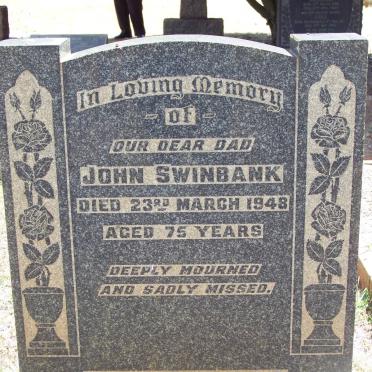 In Loving Memory
- of -
OUR DEAR DAD
JOHN SWINBANK
DIED 23RD MARCH 1948
AGED 75 YEARS
DEEPLY MOURNED
AND SADLY MISSED.